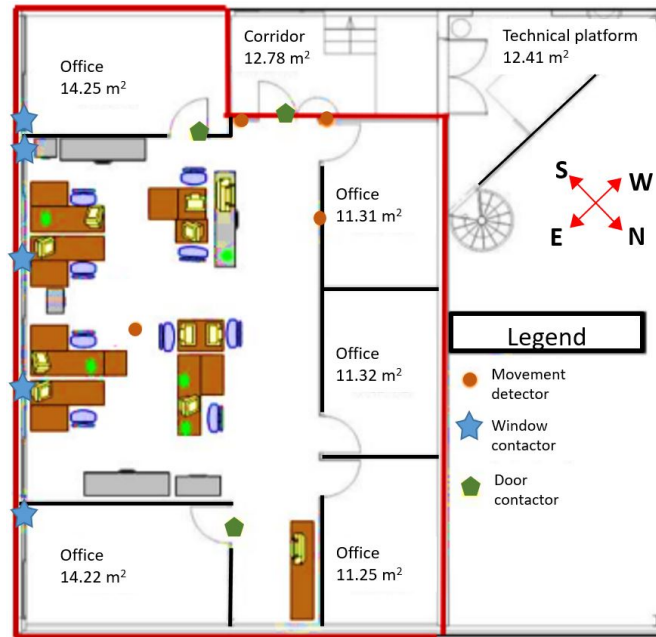 Office
14.25 m²
Corridor
12.78 m²
Technical platform
12.41 m²
Office
11.31 m²
S
W
E
N
Office
11.32 m²
Legend
Movement
detector
Window
contactor
Door
contactor
Office
14.22 m²
Office
11.25 m²